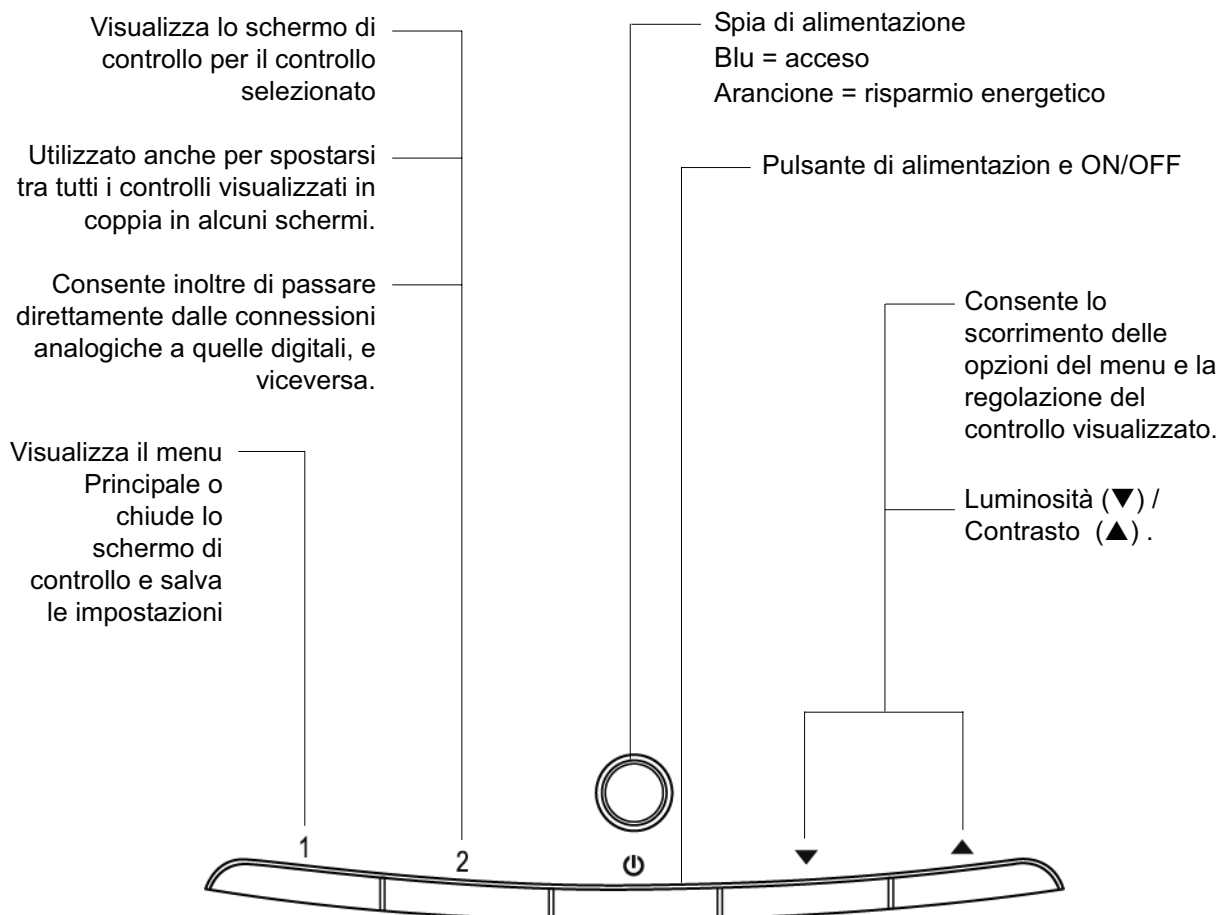 Visualizza lo schermo di
controllo per il controllo
selezionato
Utilizzato anche per spostarsi
tra tutti i controlli visualizzati in
coppia in alcuni schermi.
Consente inoltre di passare
direttamente dalle connessioni
analogiche a quelle digitali, e
viceversa.
Visualizza il menu
Principale o
chiude lo
schermo di
controllo e salva
le impostazioni
Spia di alimentazione
Blu = acceso
Arancione = risparmio energetico
Pulsante di alimentazion e ON/OFF
Consente lo
scorrimento delle
opzioni del menu e la
regolazione del
controllo visualizzato.
Luminosità (▼) /
Contrasto (▲) .
1
2
▼
▲